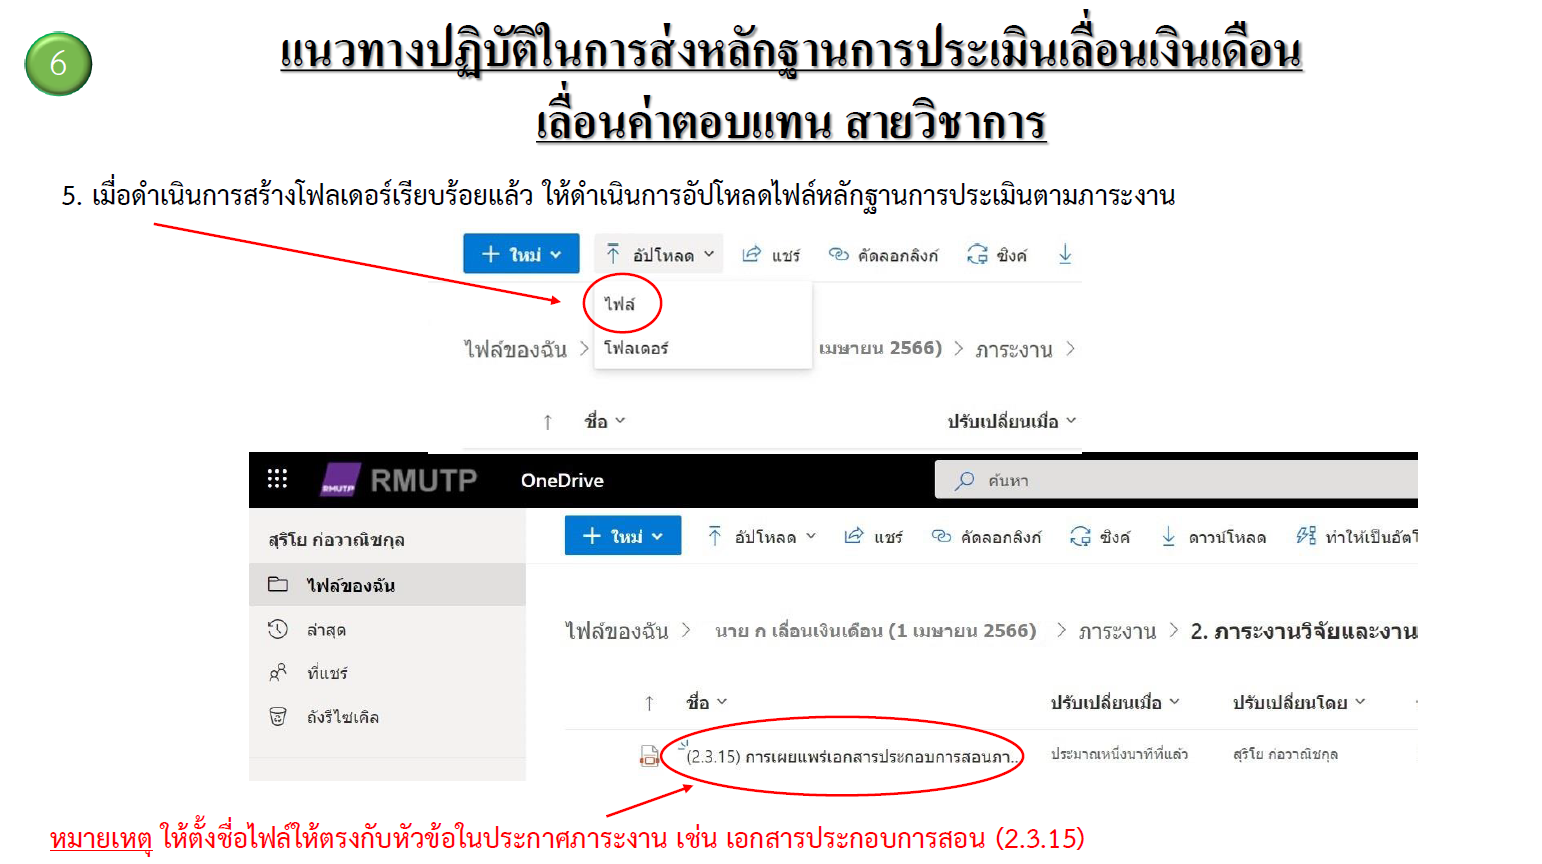 6
แนวทางปฏิบัติในการส่งหลักฐานการประเมินเลื่อนเงินเดือน
เลื่อนค่าตอบแทน สายวิชาการ
5. เมื่อดำเนินการสร้างโฟลเดอร์เรียบร้อยแล้ว ให้ดำเนินการอัปโหลดไฟล์หลักฐานการประเมินตามภาระงาน
+ ใหม่ อัปโหลด แชร์ คัดลอกลิงก์ ซิงค์
ไฟล์
ไฟล์ของฉัน > โฟลเดอร์ เมษายน 2566) > ภาระงาน >
↑ ชื่อ ปรับเปลี่ยนเมื่อ
RMUTP RMUTP OneDrive ค้นหา
สุริโย ก่อวาณิชกุล
+ ใหม่ อัปโหลด แชร์ คัดลอกลิงก์ ซิงค์ ดาวน์โหลด ทำให้เป็นอัตโ
ไฟล์ของฉัน
ล่าสุด
ที่แชร์
ถังรีไซเคิล
ไฟล์ของฉัน > นาย ก เลื่อนเงินเดือน (1 เมษายน 2566) > ภาระงาน > 2. ภาระงานวิจัยและงาน
↑ ชื่อ ปรับเปลี่ยนเมื่อ ปรับเปลี่ยนโดย
(2.3.15) การเผยแพร่เอกสารประกอบการสอนภา... ประมาณหนึ่งนาทีที่แล้ว สุริโย ก่อวาณิชกุล
หมายเหตุ ให้ตั้งชื่อไฟล์ให้ตรงกับหัวข้อในประกาศภาระงาน เช่น เอกสารประกอบการสอน (2.3.15)